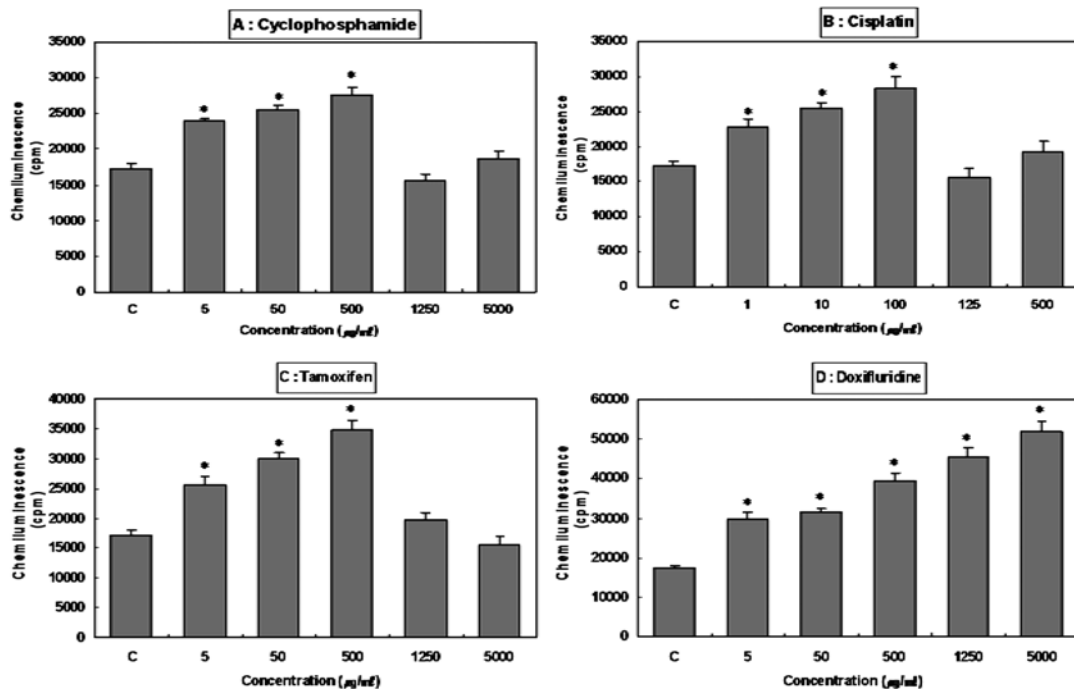 A : Cyclophosphamide
Chemiluminescence
(cpm)
35000
30000
25000
20000
15000
10000
5000
0
* * *
C 5 50 500 1250 5000
Concentration (㎍/㎖)
B : Cisplatin
Chemiluminescence
(cpm)
35000
30000
25000
20000
15000
10000
5000
0
* * *
C 1 10 100 125 500
Concentration (㎍/㎖)
C : Tamoxifen
Chemiluminescence
(cpm)
40000
35000
30000
25000
20000
15000
10000
5000
0
* * *
C 5 50 500 1250 5000
Concentration (㎍/㎖)
D : Doxifluridine
Chemiluminescence
(cpm)
60000
50000
40000
30000
20000
10000
0
* * * * *
C 5 50 500 1250 5000
Concentration (㎍/㎖)